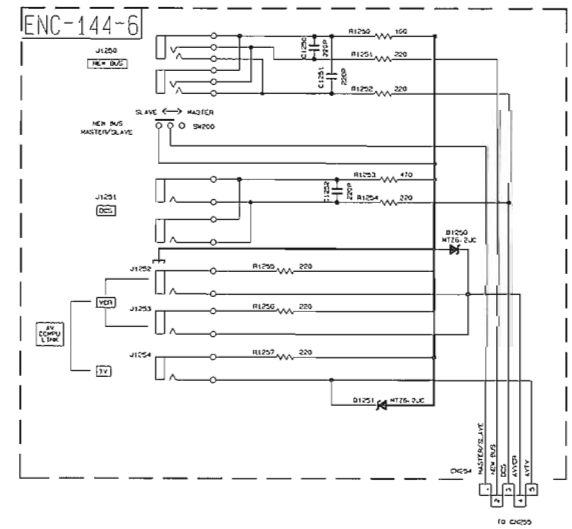 ENC-144-6
J1250
NEW BUS
R1250 100
C1250
220P
R1251 220
C1251
220P
R1252 220
SLAVE ↔ MASTER
NEW BUS
MASTER/SLAVE
SW200
J1251
DCS
R1253 470
C1252
220P
R1254 220
D1250
MTZ6.2JC
J1252
R1255 220
VCR
J1253
R1256 220
AV
COMPU
LINK
J1254
R1257 220
TV
D1251 MTZ6.2JC
CN254
MASTER/SLAVE
NEW BUS
DCS
AVVCR
AVTV
1 3 5
2 4
TO CN255